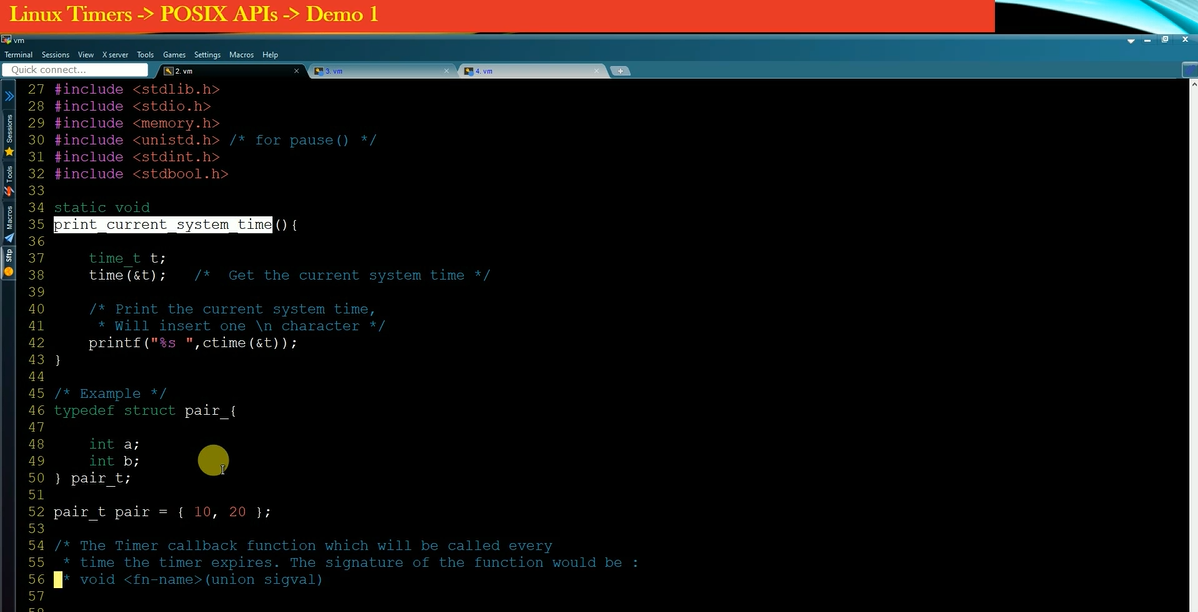 Linux Timers -> POSIX APIs -> Demo 1
vm
Terminal Sessions View X server Tools Games Settings Macros Help
Quick connect...
2. vm
3. vm
4. vm
Sessions
Tools
Macros
Sftp
27 #include <stdlib.h>
28 #include <stdio.h>
29 #include <memory.h>
30 #include <unistd.h> /* for pause() */
31 #include <stdint.h>
32 #include <stdbool.h>
33
34 static void
35 print_current_system_time(){
36
37 time_t t;
38 time(&t); /* Get the current system time */
39
40 /* Print the current system time,
41 * Will insert one \n character */
42 printf("%s ",ctime(&t));
43 }
44
45 /* Example */
46 typedef struct pair_{
47
48 int a;
49 int b;
50 } pair_t;
51
52 pair_t pair = { 10, 20 };
53
54 /* The Timer callback function which will be called every
55 * time the timer expires. The signature of the function would be :
56 * void <fn-name>(union sigval)
57
58